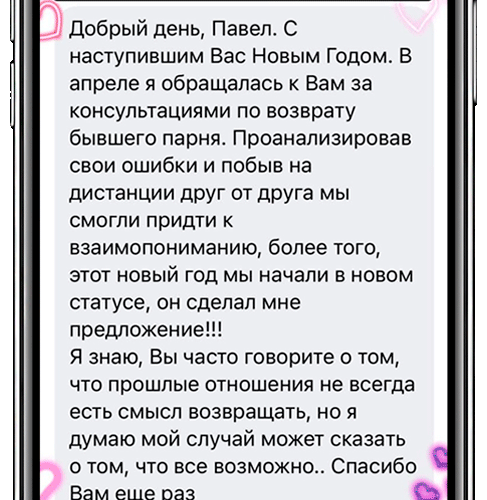 Добрый день, Павел. С
наступившим Вас Новым Годом. В
апреле я обращалась к Вам за
консультациями по возврату
бывшего парня. Проанализировав
свои ошибки и побыв на
дистанции друг от друга мы
смогли придти к
взаимопониманию, более того,
этот новый год мы начали в новом
статусе, он сделал мне
предложение!!!
Я знаю, Вы часто говорите о том,
что прошлые отношения не всегда
есть смысл возвращать, но я
думаю мой случай может сказать
о том, что все возможно.. Спасибо
Вам еще раз